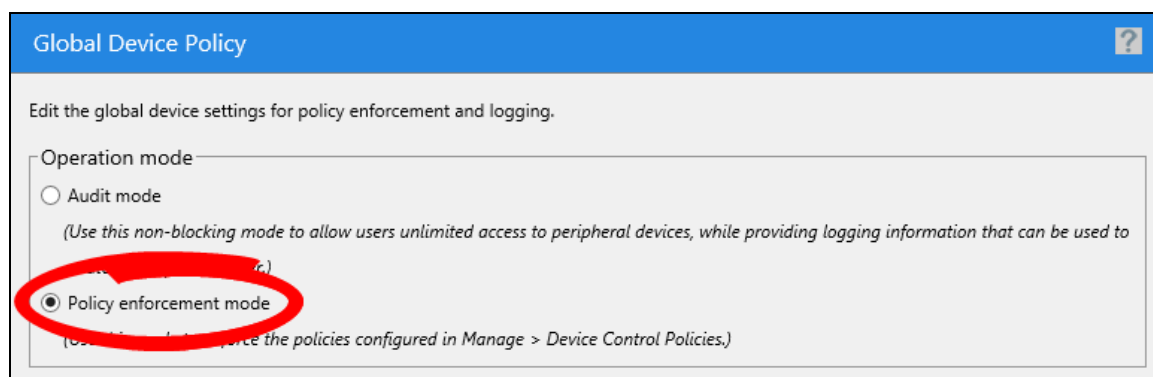 Global Device Policy ?
Edit the global device settings for policy enforcement and logging.
Operation mode
Audit mode
(Use this non-blocking mode to allow users unlimited access to peripheral devices, while providing logging information that can be used to
Policy enforcement mode
the policies configured in Manage > Device Control Policies.)